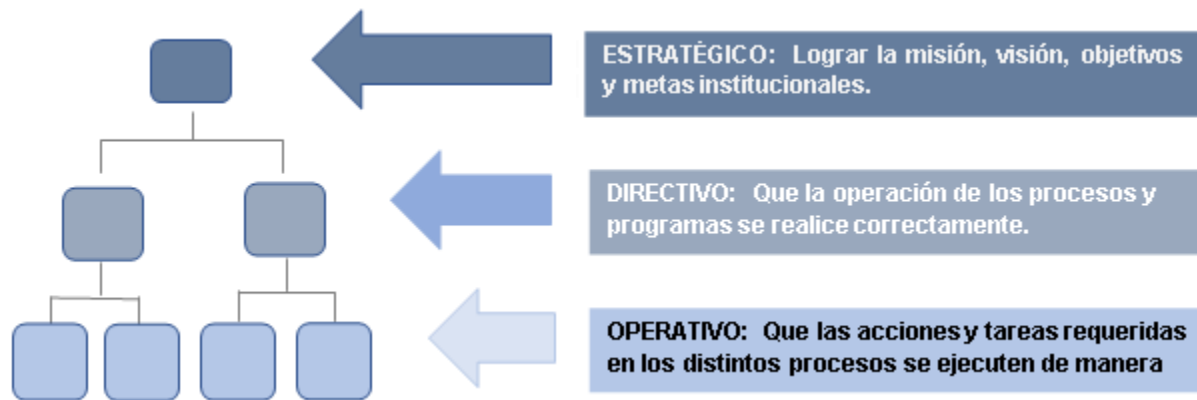 ESTRATÉGICO: Lograr la misión, visión, objetivos
y metas institucionales.
DIRECTIVO: Que la operación de los procesos y
programas se realice correctamente.
OPERATIVO: Que las acciones y tareas requeridas
en los distintos procesos se ejecuten de manera